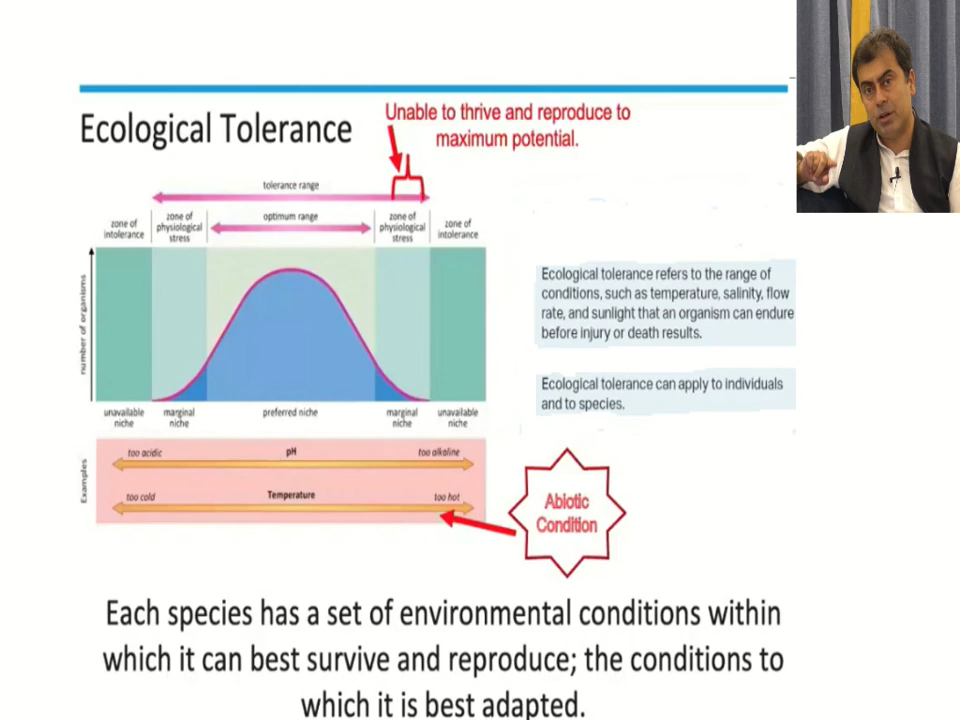 Ecological Tolerance
Unable to thrive and reproduce to
maximum potential.
tolerance range
zone of
intolerance
zone of
physiological
stress
optimum range
zone of
physiological
stress
zone of
intolerance
number of organisms
unavailable
niche
marginal
niche
preferred niche
marginal
niche
unavailable
niche
Examples
too acidic
pH
too alkaline
too cold
Temperature
too hot
Ecological tolerance refers to the range of
conditions, such as temperature, salinity, flow
rate, and sunlight that an organism can endure
before injury or death results.
Ecological tolerance can apply to individuals
and to species.
Abiotic
Condition
Each species has a set of environmental conditions within
which it can best survive and reproduce; the conditions to
which it is best adapted.